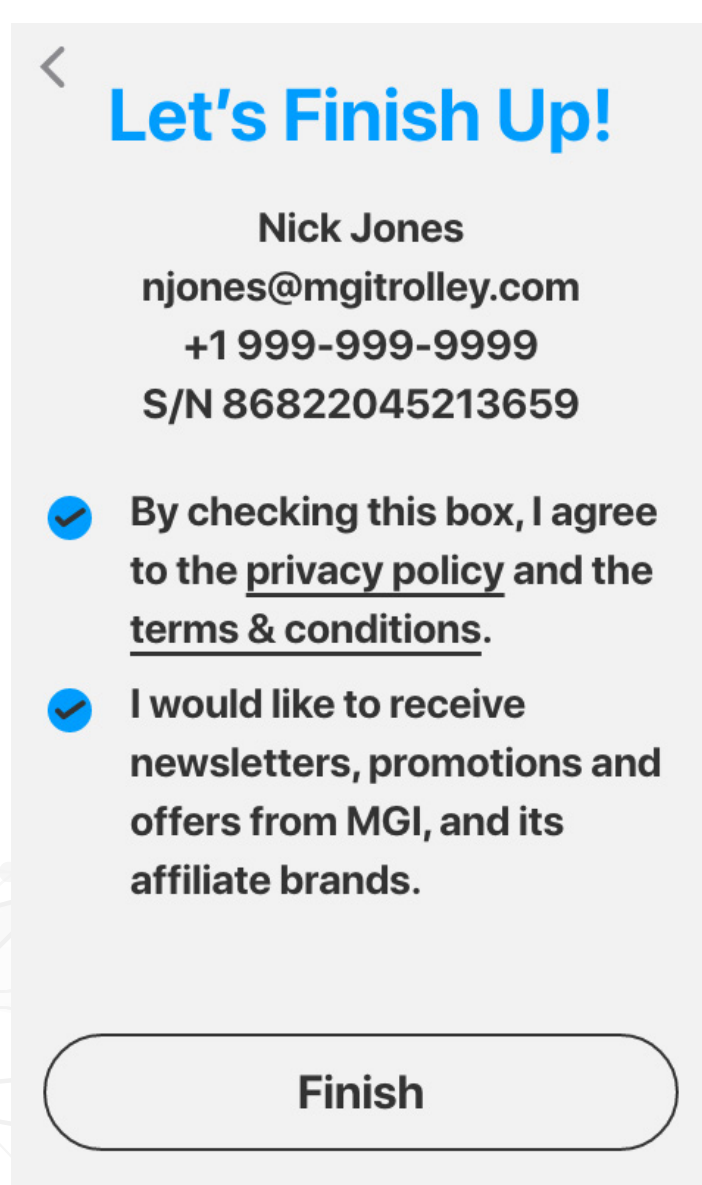 Let's Finish Up!
Nick Jones
njones@mgitrolley.com
+1 999-999-9999
S/N 86822045213659
By checking this box, I agree
to the privacy policy and the
terms & conditions.
I would like to receive
newsletters, promotions and
offers from MGI, and its
affiliate brands.
Finish